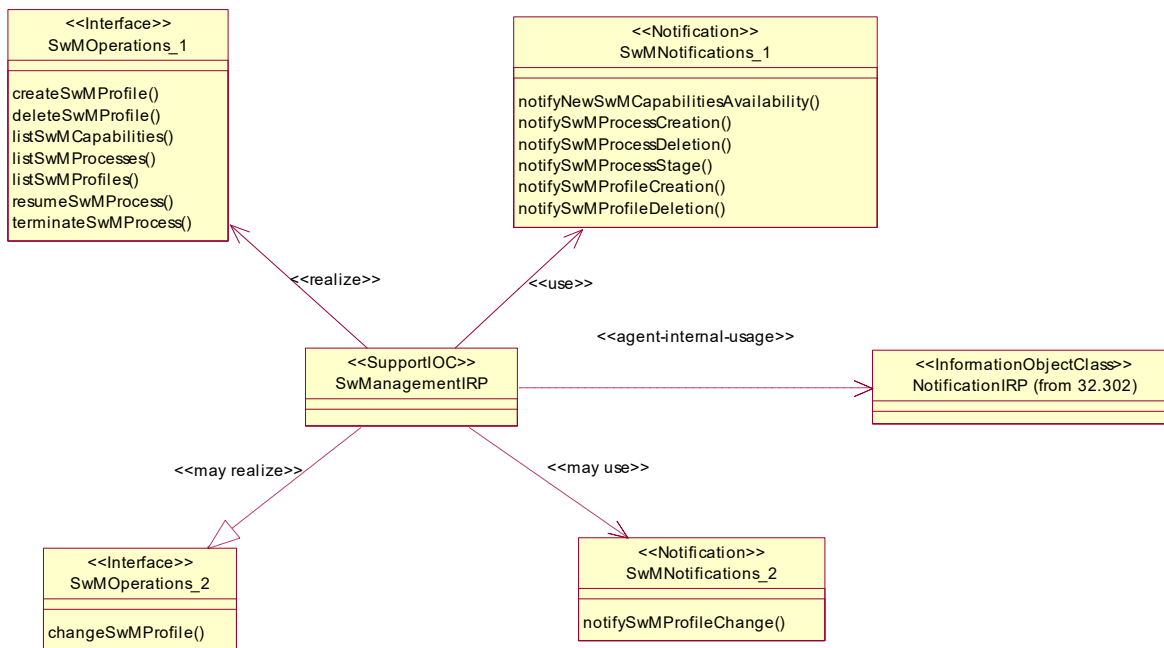 <<Interface>>
SwMOperations_1
createSwMProfile()
deleteSwMProfile()
listSwMCapabilities()
listSwMProcesses()
listSwMProfiles()
resumeSwMProcess()
terminateSwMProcess()
<<Notification>>
SwMNotifications_1
notifyNewSwMCapabilitiesAvailability()
notifySwMProcessCreation()
notifySwMProcessDeletion()
notifySwMProcessStage()
notifySwMProfileCreation()
notifySwMProfileDeletion()
<<realize>>
<<use>>
<<agent-internal-usage>>
<<SupportIOC>>
SwManagementIRP
<<InformationObjectClass>>
NotificationIRP (from 32.302)
<<may realize>>
<<may use>>
<<Interface>>
SwMOperations_2
changeSwMProfile()
<<Notification>>
SwMNotifications_2
notifySwMProfileChange()